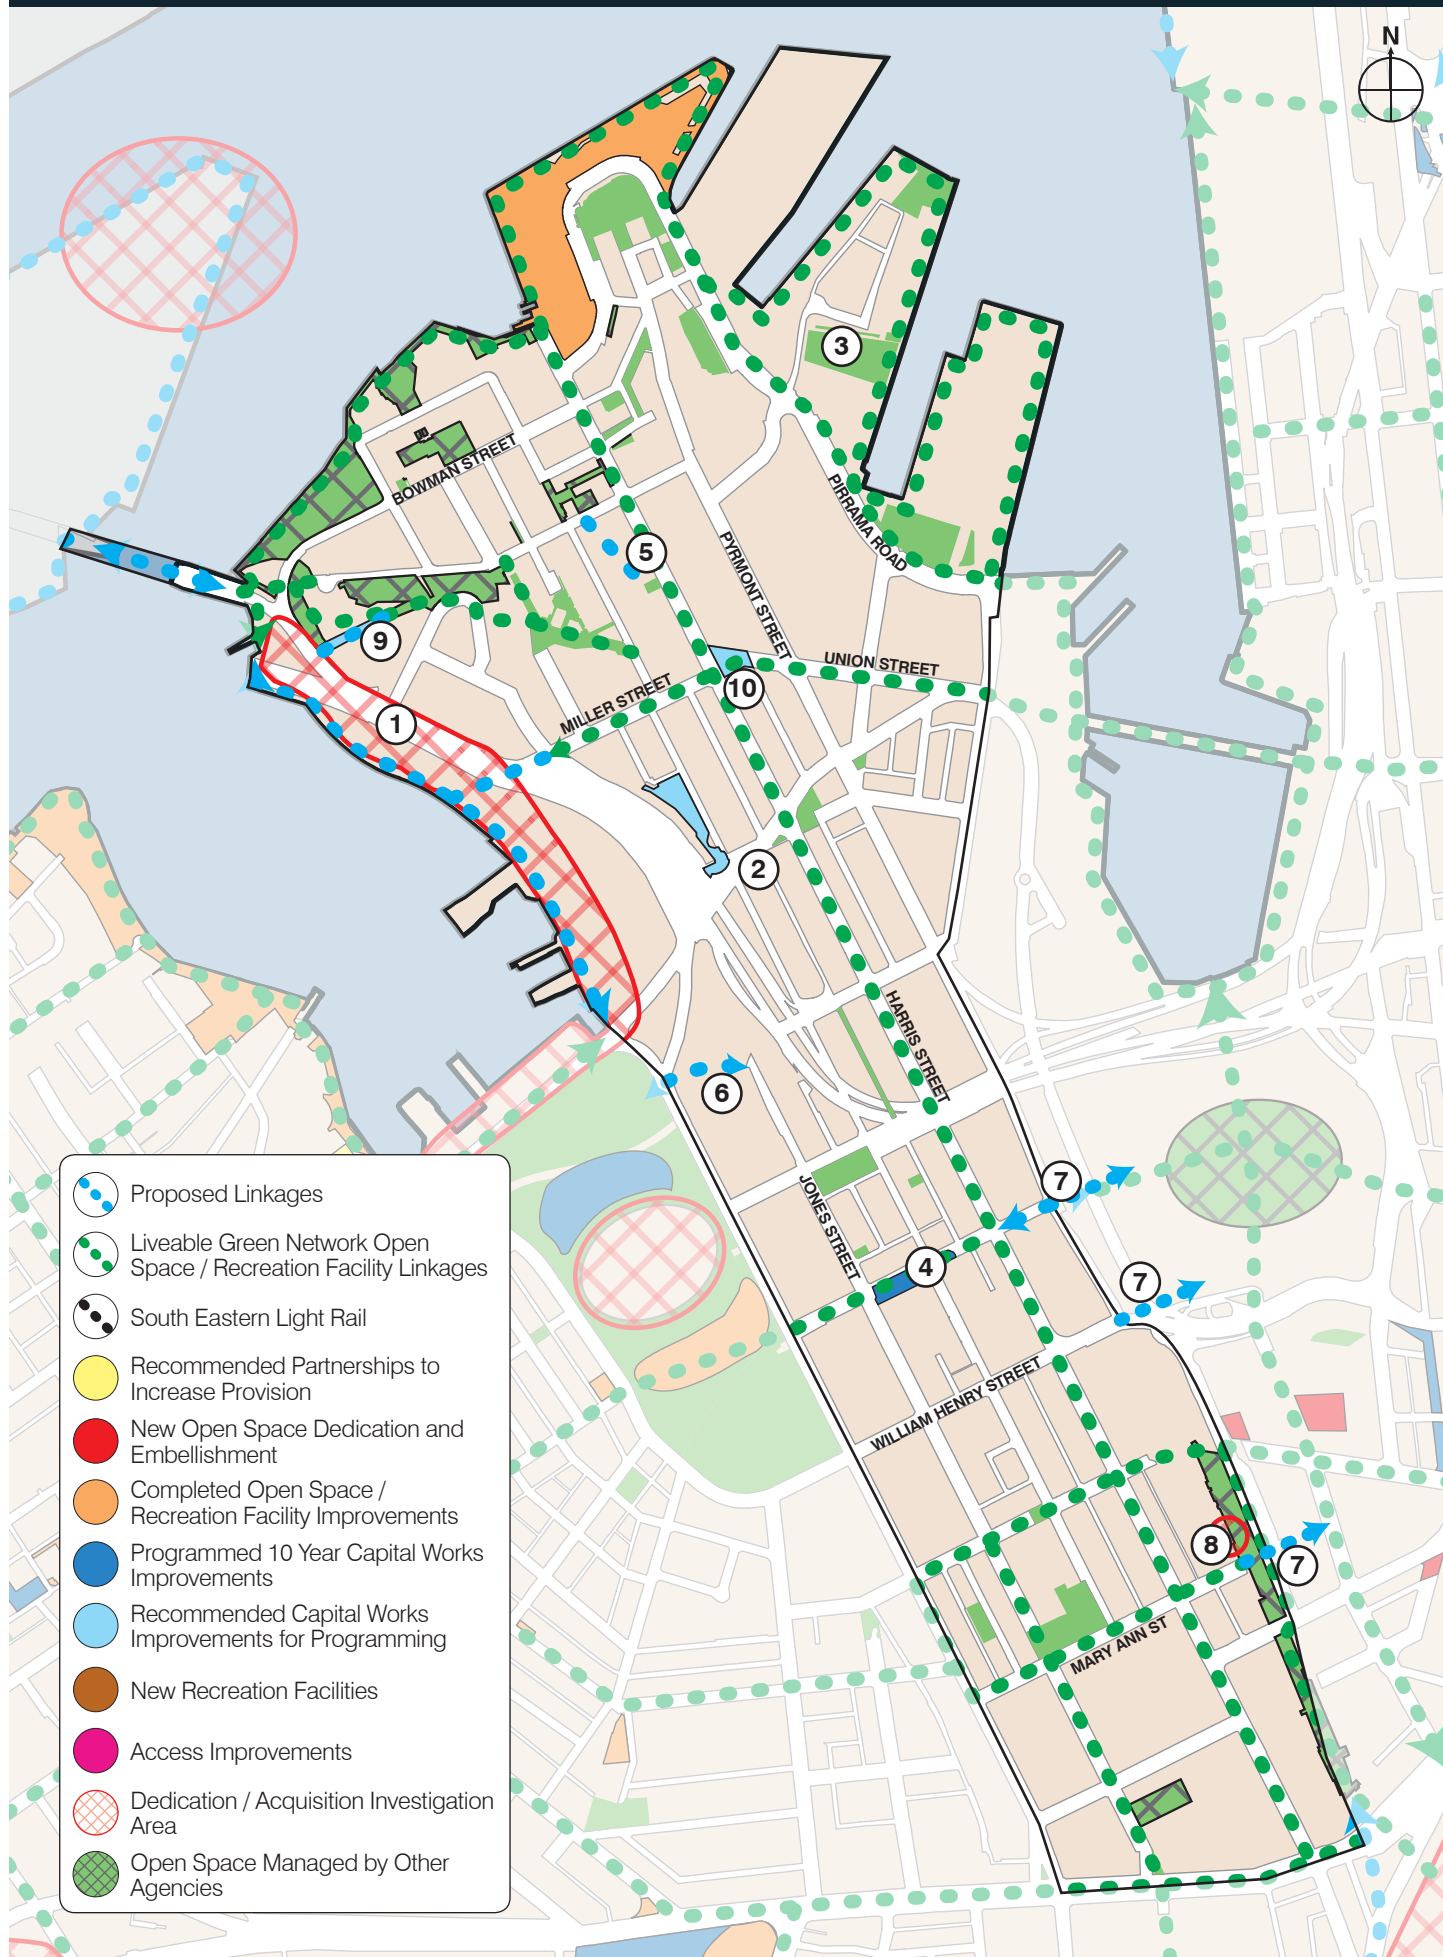 N
3
BOWMAN STREET
PIRRAMA ROAD
5
PYRMONT STREET
9
UNION STREET
10
MILLER STREET
1
2
HARRIS STREET
6
7
JONES STREET
4
7
WILLIAM HENRY STREET
8
7
MARY ANN ST
Proposed Linkages
Liveable Green Network Open
Space / Recreation Facility Linkages
South Eastern Light Rail
Recommended Partnerships to
Increase Provision
New Open Space Dedication and
Embellishment
Completed Open Space /
Recreation Facility Improvements
Programmed 10 Year Capital Works
Improvements
Recommended Capital Works
Improvements for Programming
New Recreation Facilities
Access Improvements
Dedication / Acquisition Investigation
Area
Open Space Managed by Other
Agencies